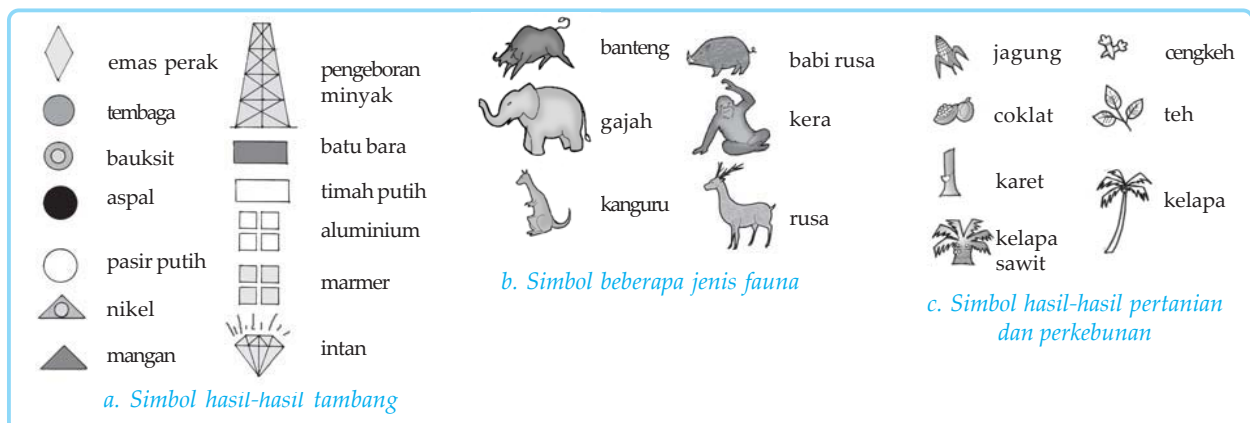 emas perak
tembaga
bauksit
aspal
pasir putih
nikel
mangan
pengeboran
minyak
batu bara
timah putih
aluminium
marmer
intan
a. Simbol hasil-hasil tambang
banteng
gajah
kanguru
babi rusa
kera
rusa
b. Simbol beberapa jenis fauna
jagung
coklat
karet
kelapa
sawit
cengkeh
teh
kelapa
c. Simbol hasil-hasil pertanian
dan perkebunan